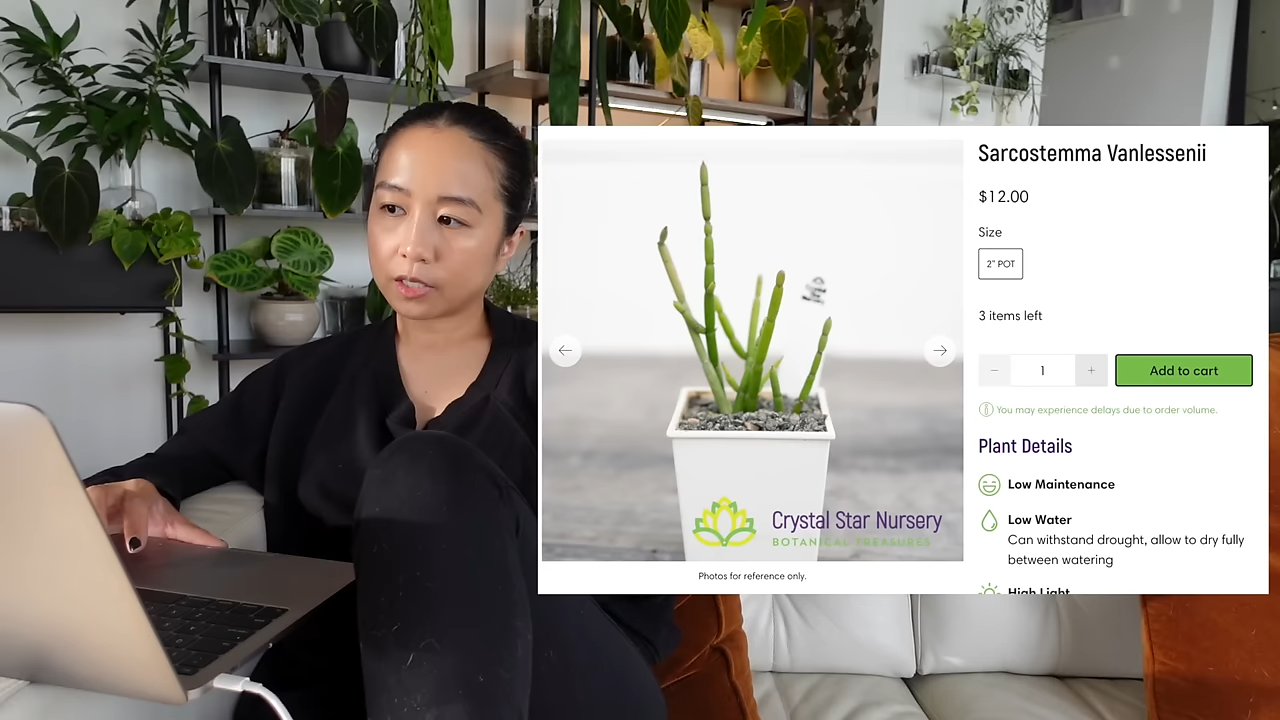 Sarcostemma Vanlessenii
$12.00
Size
2" POT
3 items left
− 1 +
Add to cart
You may experience delays due to order volume.
Plant Details
Low Maintenance
Low Water
Can withstand drought, allow to dry fully
between watering
High Light
Crystal Star Nursery
BOTANICAL TREASURES
Photos for reference only.